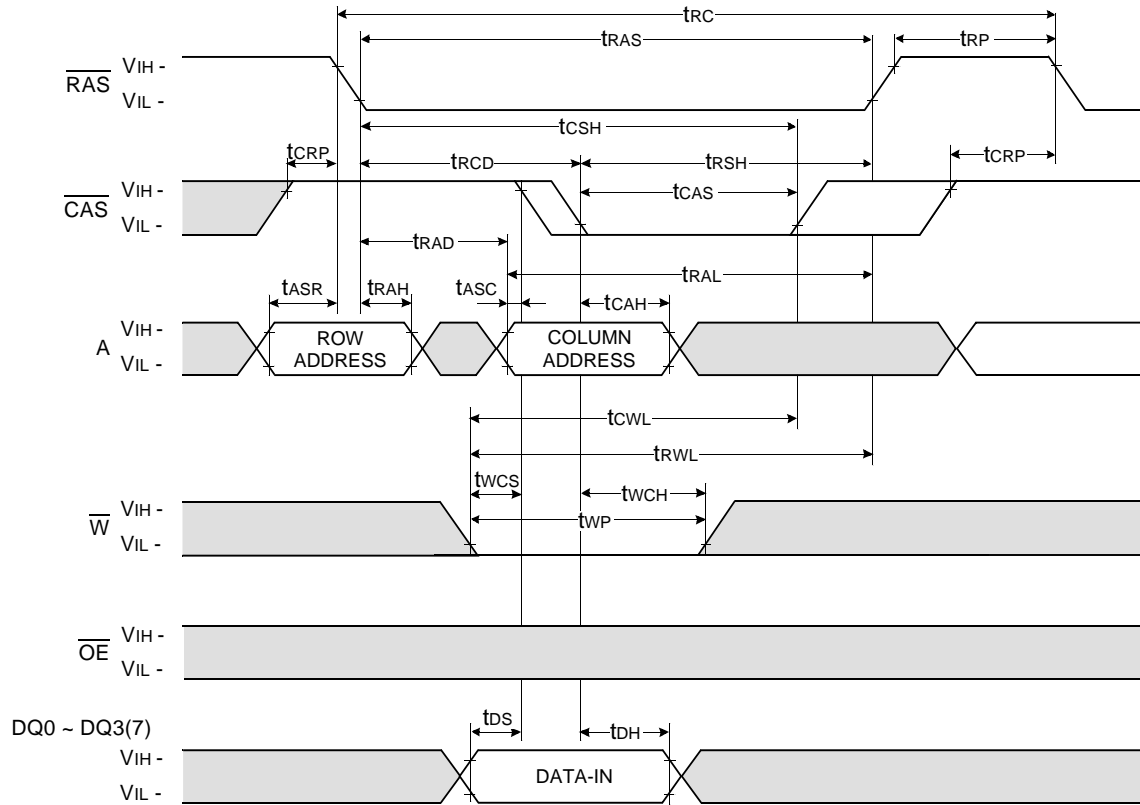 tRC
tRAS
tRP
RAS
VIH -
VIL -
tCSH
tCRP
tRCD
tRSH
tCRP
CAS
VIH -
VIL -
tCAS
tRAD
tRAL
tASR
tRAH
tASC
tCAH
A
VIH -
VIL -
ROW
ADDRESS
COLUMN
ADDRESS
tCWL
tRWL
tWCS
tWCH
W
VIH -
VIL -
tWP
OE
VIH -
VIL -
DQ0 ~ DQ3(7)
tDS
tDH
VIH -
VIL -
DATA-IN